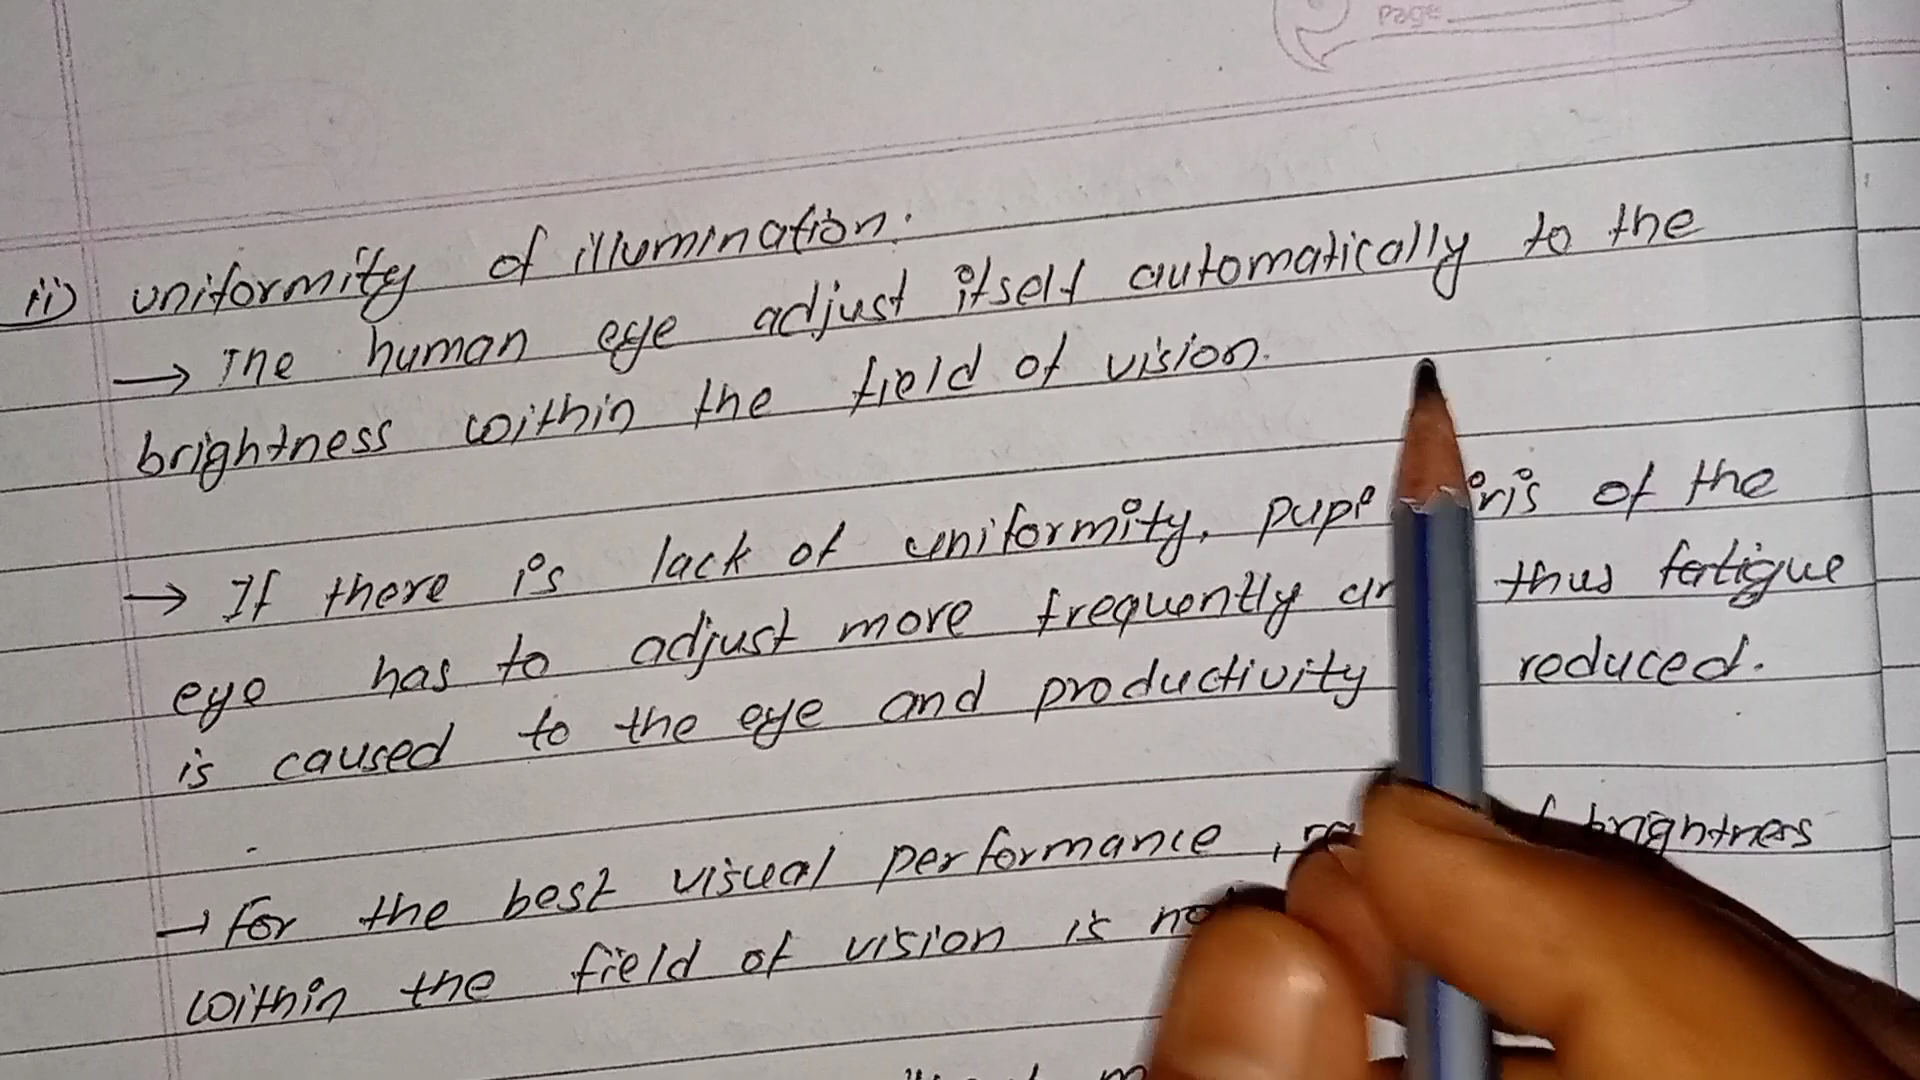 page
ii) uniformity of illumination.
→ The human eye adjust itself automatically to the
brightness within the field of vision.
→ If there is lack of uniformity, iris of the
eye has to adjust more frequently thus fatigue
is caused to the eye and productivity reduced.
→ For the best visual performance, brightness
within the field of vision is